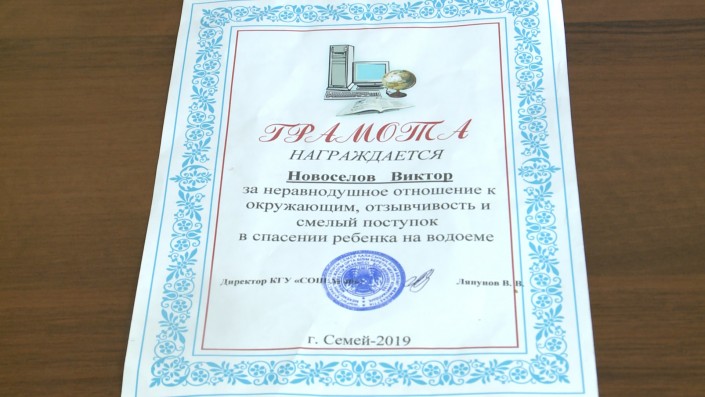 ГРАМОТА
НАГРАЖДАЕТСЯ
Новоселов Виктор
за неравнодушное отношение к
окружающим, отзывчивость и
смелый поступок
в спасении ребенка на водоеме
Директор КГУ «СОШ Липунов В. В.
г. Семей-2019